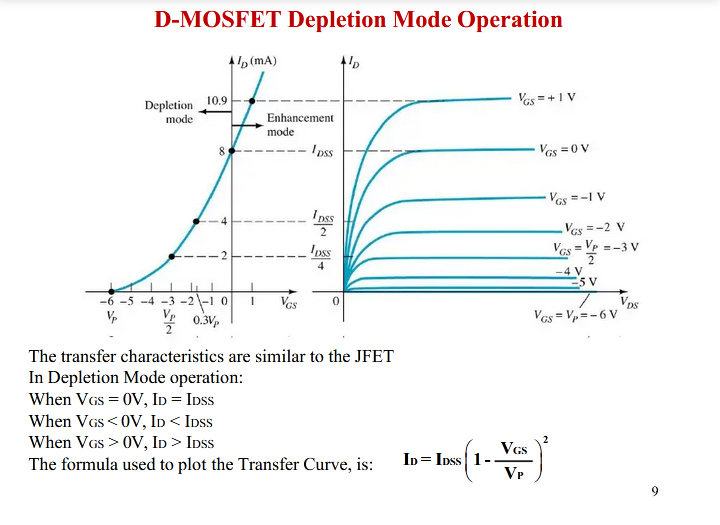 D-MOSFET Depletion Mode Operation
I_D (mA)
I_D
Depletion
mode
10.9
Enhancement
mode
V_GS = + 1 V
8
I_DSS
V_GS = 0 V
V_GS = –1 V
4
I_DSS
2
V_GS = –2 V
2
I_DSS
4
V_GS = V_P/2 = –3 V
–4 V
–5 V
–6 –5 –4 –3 –2 –1 0 1 V_GS
0
V_DS
V_P
V_P/2
0.3V_P
V_GS = V_P = – 6 V
The transfer characteristics are similar to the JFET
In Depletion Mode operation:
When VGS = 0V, ID = IDSS
When VGS < 0V, ID < IDSS
When VGS > 0V, ID > IDSS
The formula used to plot the Transfer Curve, is:
ID = IDSS (1 - VGS/VP)²
9